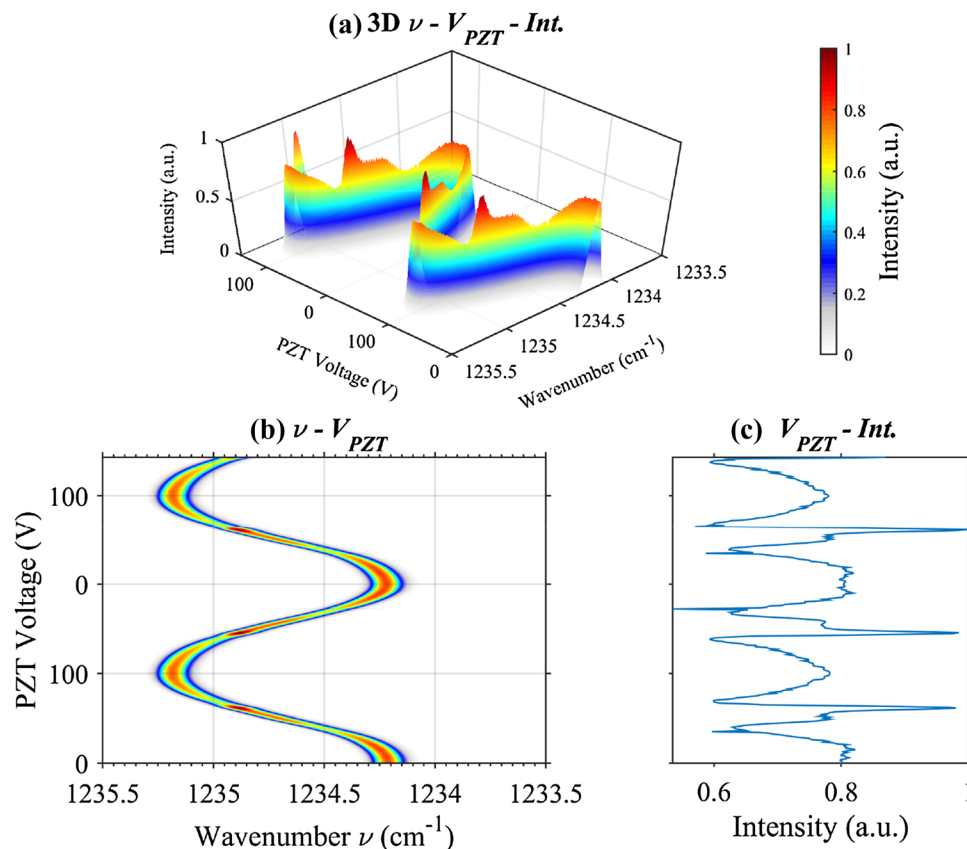 (a) 3D ν - V_PZT - Int.
1
0.5
0
Intensity (a.u.)
100
0
100
0
PZT Voltage (V)
1235.5
1235
1234.5
1234
1233.5
Wavenumber (cm⁻¹)
1
0.8
0.6
0.4
0.2
0
Intensity (a.u.)
(b) ν - V_PZT
100
0
100
0
PZT Voltage (V)
1235.5 1235 1234.5 1234 1233.5
Wavenumber ν (cm⁻¹)
(c) V_PZT - Int.
0.6 0.8 1
Intensity (a.u.)